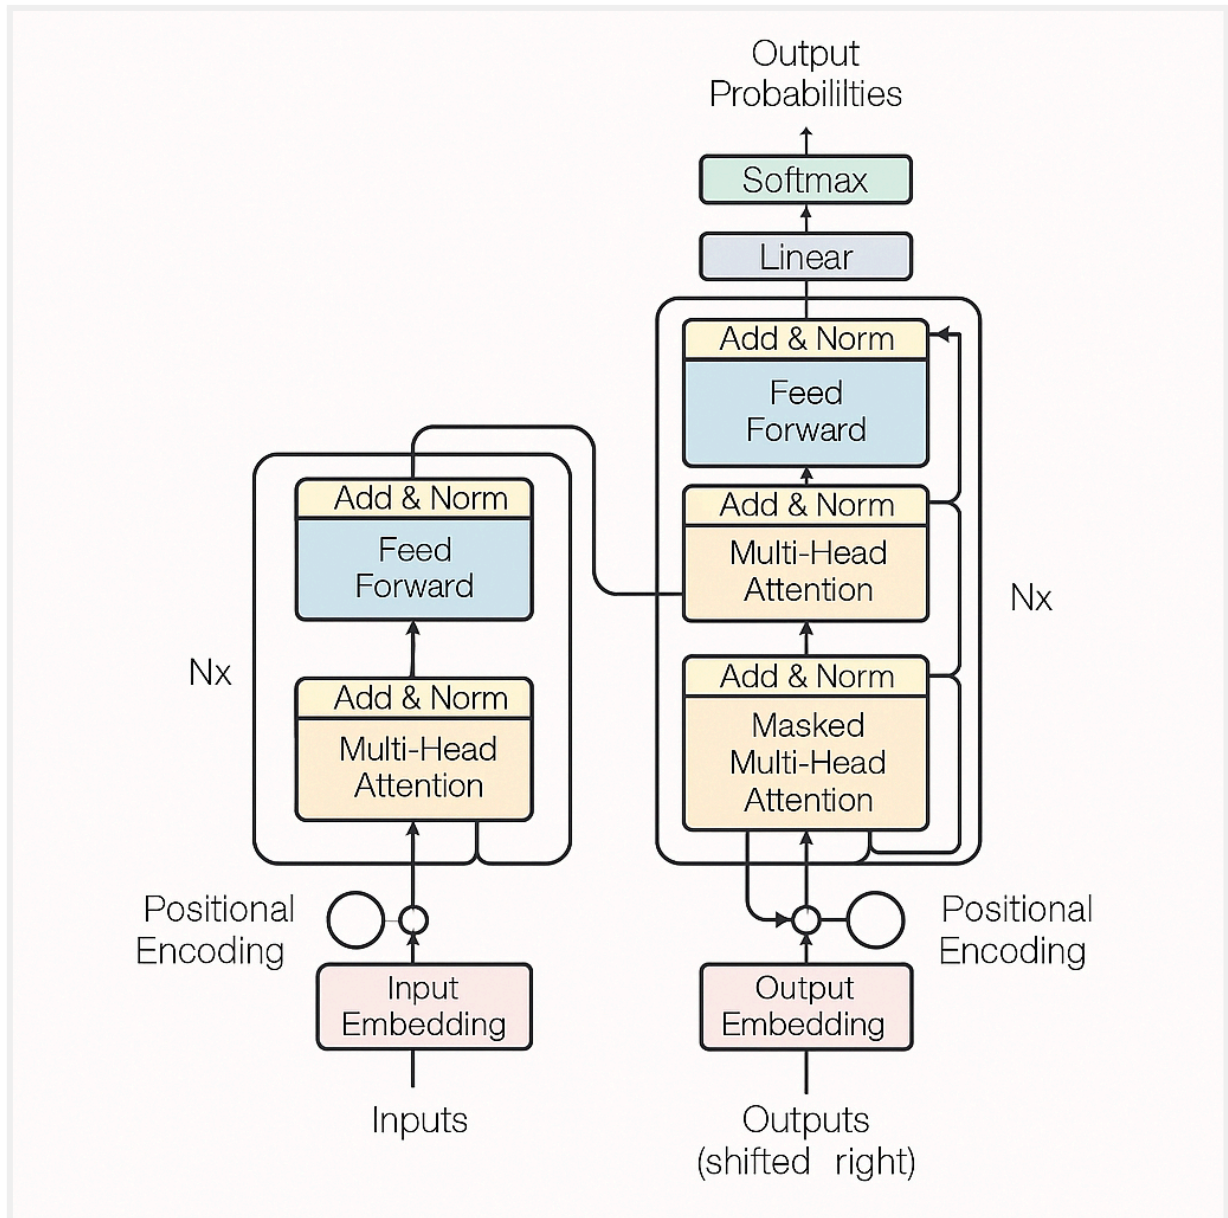 Output
Probabililties
Softmax
Linear
Add & Norm
Feed
Forward
Add & Norm
Multi-Head
Attention
Add & Norm
Masked
Multi-Head
Attention
Nx
Add & Norm
Feed
Forward
Add & Norm
Multi-Head
Attention
Nx
Positional
Encoding
Input
Embedding
Inputs
Positional
Encoding
Output
Embedding
Outputs
(shifted right)